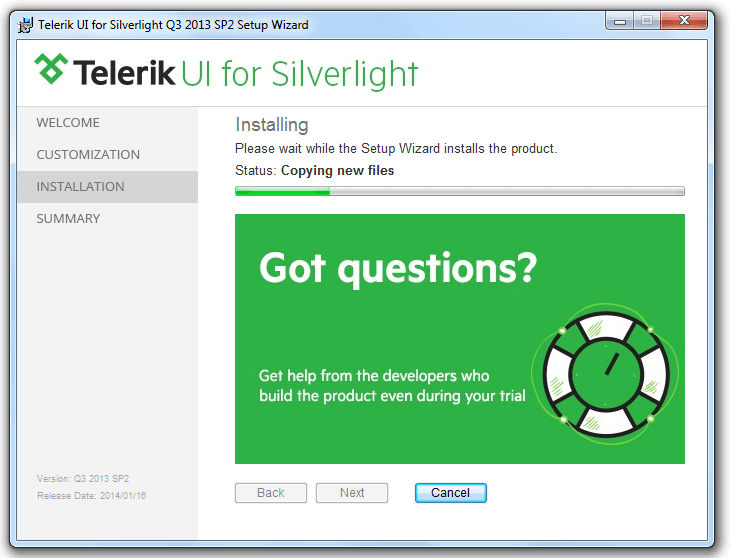 Telerik UI for Silverlight Q3 2013 SP2 Setup Wizard
Telerik UI for Silverlight
WELCOME
CUSTOMIZATION
INSTALLATION
SUMMARY
Installing
Please wait while the Setup Wizard installs the product.
Status: Copying new files
Got questions?
Get help from the developers who
build the product even during your trial
Version: Q3 2013 SP2
Release Date: 2014/01/16
Back Next Cancel